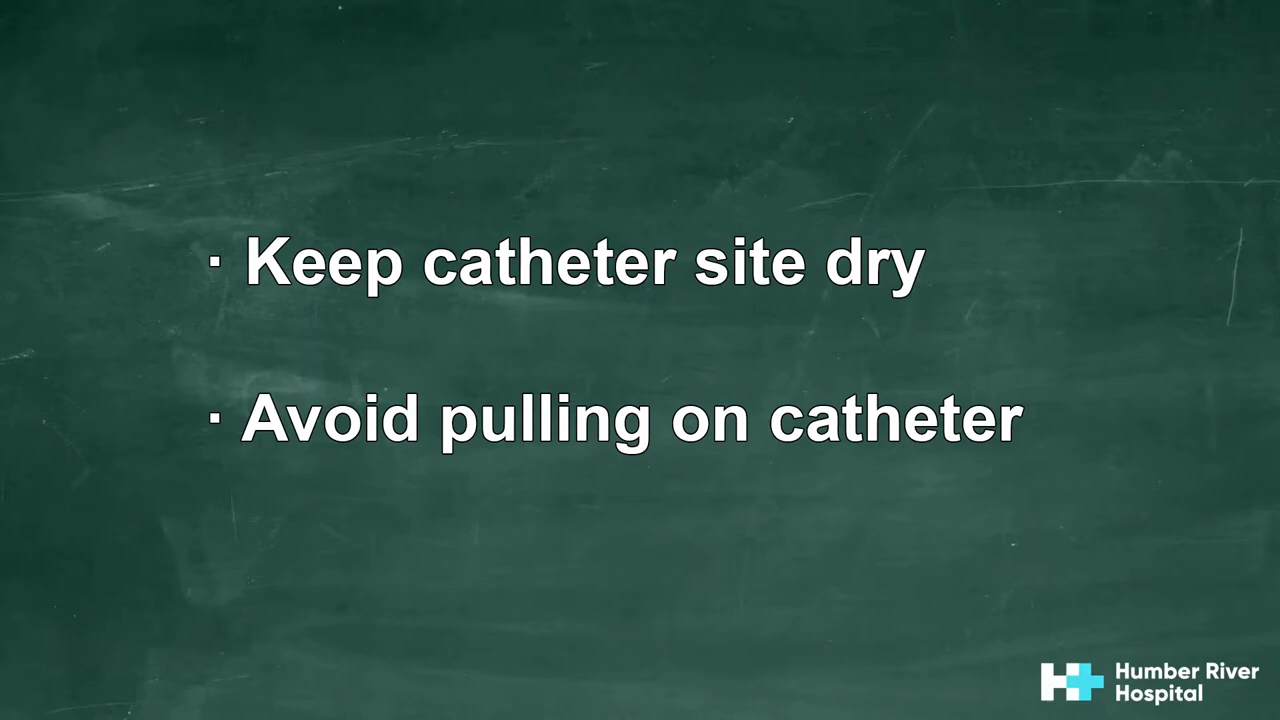 · Keep catheter site dry
· Avoid pulling on catheter
Humber River
Hospital